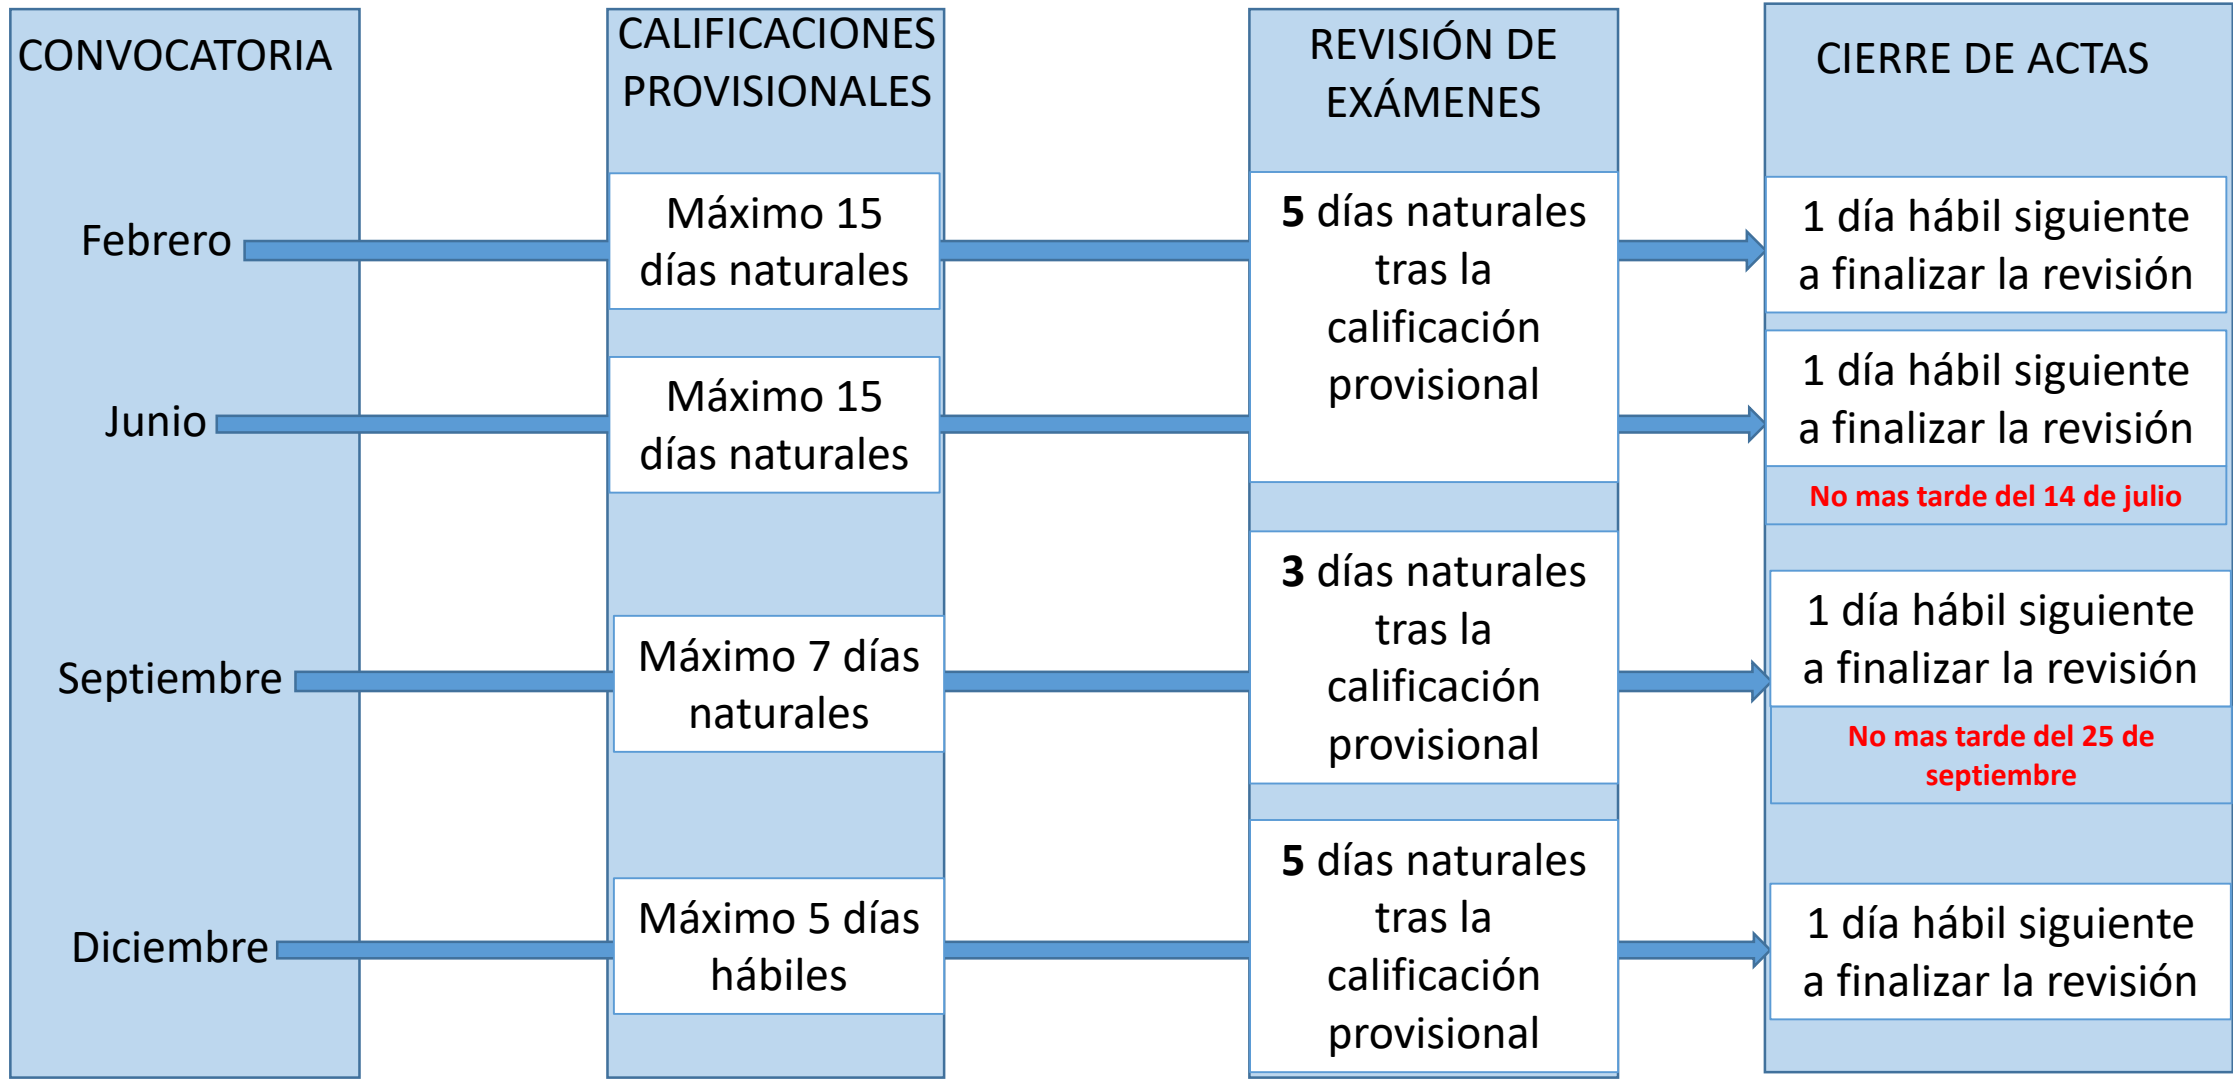 CONVOCATORIA
CALIFICACIONES
PROVISIONALES
REVISIÓN DE
EXÁMENES
CIERRE DE ACTAS
Febrero
Máximo 15
días naturales
5 días naturales
tras la
calificación
provisional
1 día hábil siguiente
a finalizar la revisión
Junio
Máximo 15
días naturales
1 día hábil siguiente
a finalizar la revisión
No mas tarde del 14 de julio
Septiembre
Máximo 7 días
naturales
3 días naturales
tras la
calificación
provisional
1 día hábil siguiente
a finalizar la revisión
No mas tarde del 25 de
septiembre
Diciembre
Máximo 5 días
hábiles
5 días naturales
tras la
calificación
provisional
1 día hábil siguiente
a finalizar la revisión